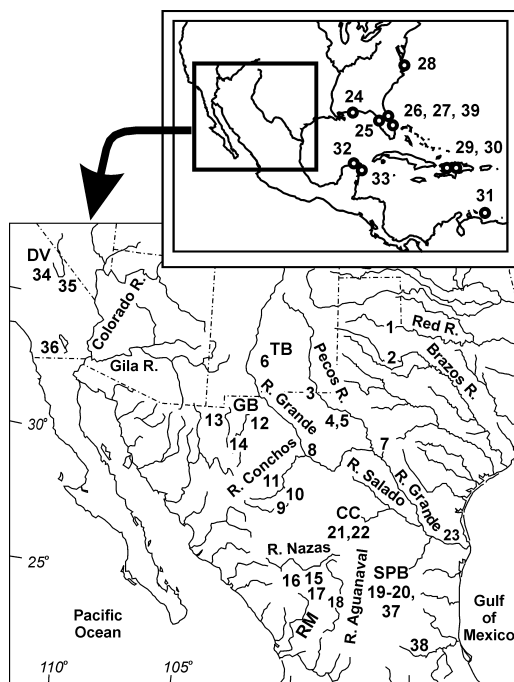 28
24
26, 27, 39
25
29, 30
32
33
31
DV
34
35
Colorado R.
36
Gila R.
TB
6
Pecos R.
1
Red R.
2
Brazos R.
3
GB
13
12
14
R. Grande
4,5
30°
8
7
R. Conchos
11
10
9
R. Salado
R. Grande
CC
21,22
23
R. Nazas
25°
16 15
17
18
RM
R. Aguanaval
SPB
19-20,
37
38
Pacific
Ocean
Gulf
of
Mexico
110°
105°